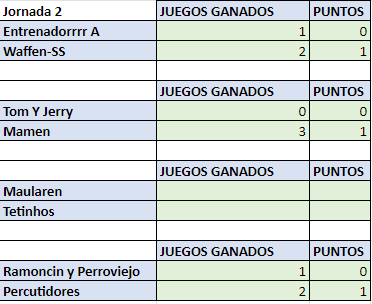 Jornada 2 JUEGOS GANADOS PUNTOS
Entrenadorrrr A 1 0
Waffen-SS 2 1
JUEGOS GANADOS PUNTOS
Tom Y Jerry 0 0
Mamen 3 1
JUEGOS GANADOS PUNTOS
Maularen
Tetinhos
JUEGOS GANADOS PUNTOS
Ramoncin y Perroviejo 1 0
Percutidores 2 1